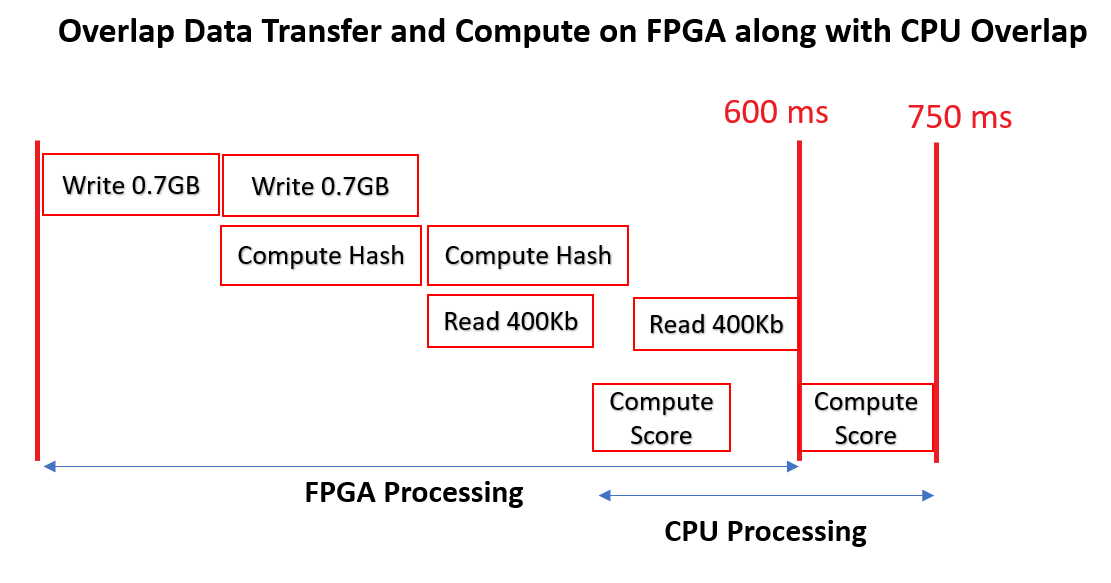 Overlap Data Transfer and Compute on FPGA along with CPU Overlap
600 ms
750 ms
Write 0.7GB
Write 0.7GB
Compute Hash
Compute Hash
Read 400Kb
Read 400Kb
Compute
Score
Compute
Score
FPGA Processing
CPU Processing